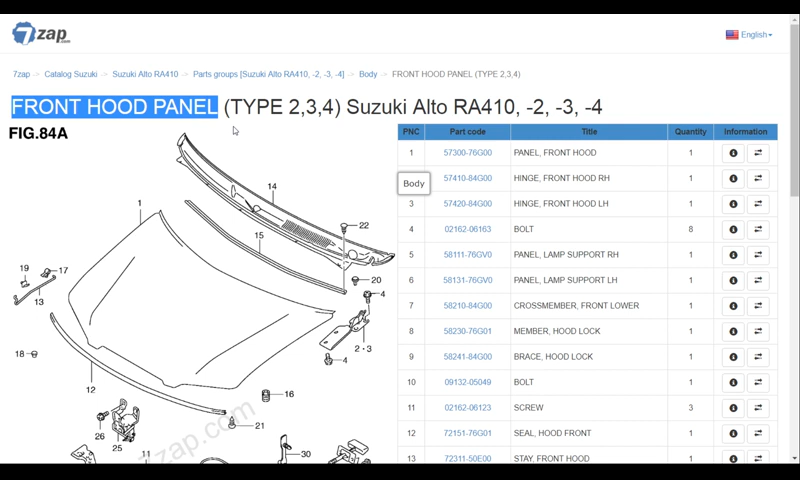 7zap.com
English
7zap -> Catalog Suzuki -> Suzuki Alto RA410 -> Parts groups [Suzuki Alto RA410, -2, -3, -4] -> Body -> FRONT HOOD PANEL (TYPE 2,3,4)
FRONT HOOD PANEL (TYPE 2,3,4) Suzuki Alto RA410, -2, -3, -4
FIG.84A
PNC Part code Title Quantity Information
1 57300-76G00 PANEL, FRONT HOOD 1
57410-84G00 HINGE, FRONT HOOD RH 1
Body
3 57420-84G00 HINGE, FRONT HOOD LH 1
4 02162-06163 BOLT 8
5 58111-76GV0 PANEL, LAMP SUPPORT RH 1
6 58131-76GV0 PANEL, LAMP SUPPORT LH 1
7 58210-84G00 CROSSMEMBER, FRONT LOWER 1
8 58230-76G01 MEMBER, HOOD LOCK 1
9 58241-84G00 BRACE, HOOD LOCK 1
10 09132-05049 BOLT 1
11 02162-06123 SCREW 3
12 72151-76G01 SEAL, HOOD FRONT 1
13 72311-50E00 STAY, FRONT HOOD 1
14
1
22
15
19
17
20
4
13
2·3
18
4
12
16
26
21
25
11
30
7zap.com